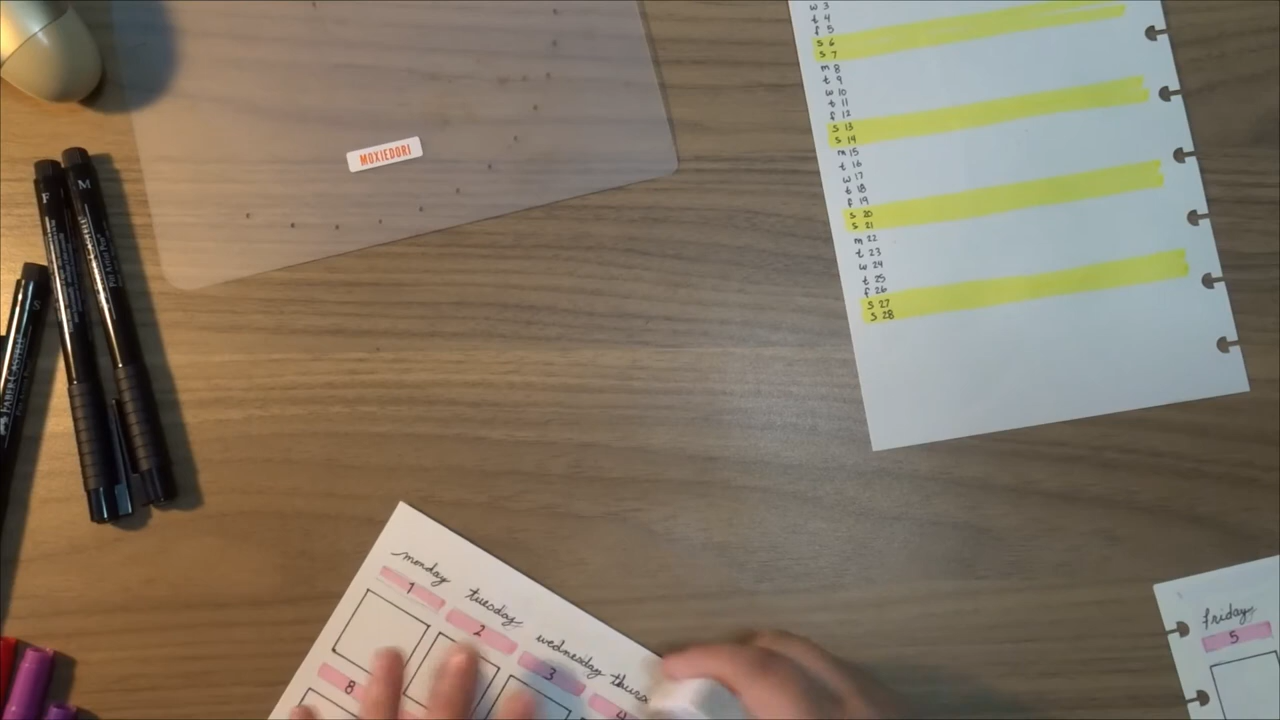 MOXIEDORI
F
M
Pitt Artist Pen
S
FABER-CASTELL
w 3
t 4
f 5
s 6
s 7
m 8
t 9
w 10
t 11
f 12
s 13
s 14
m 15
t 16
w 17
t 18
f 19
s 20
s 21
m 22
t 23
w 24
t 25
f 26
s 27
s 28
monday tuesday wednesday thurs
1 2 3 4
8
friday
5